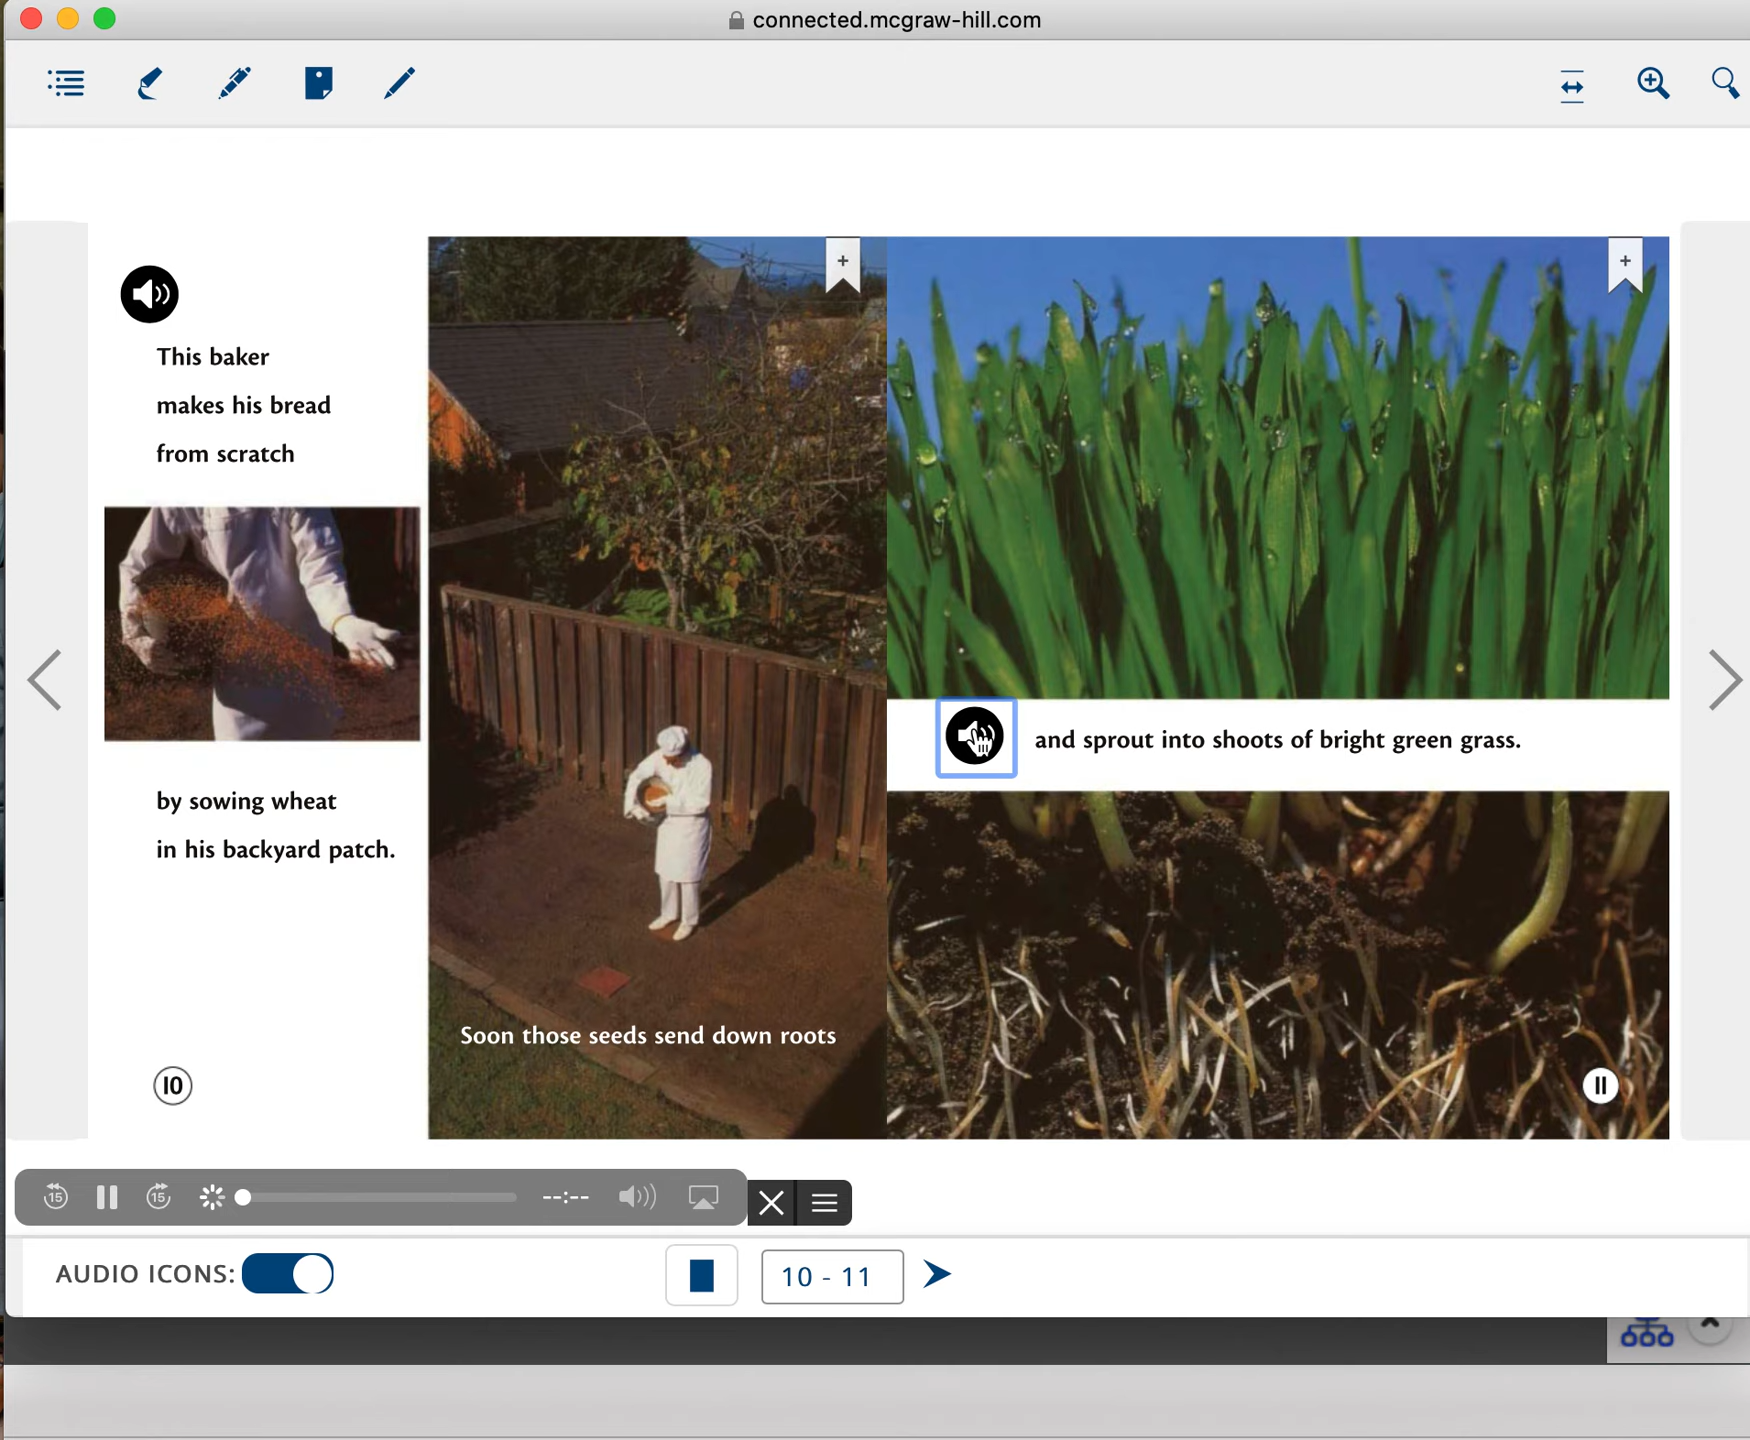 connected.mcgraw-hill.com
This baker
makes his bread
from scratch
by sowing wheat
in his backyard patch.
10
Soon those seeds send down roots
+
+
and sprout into shoots of bright green grass.
11
15
15
--:--
AUDIO ICONS:
10 - 11